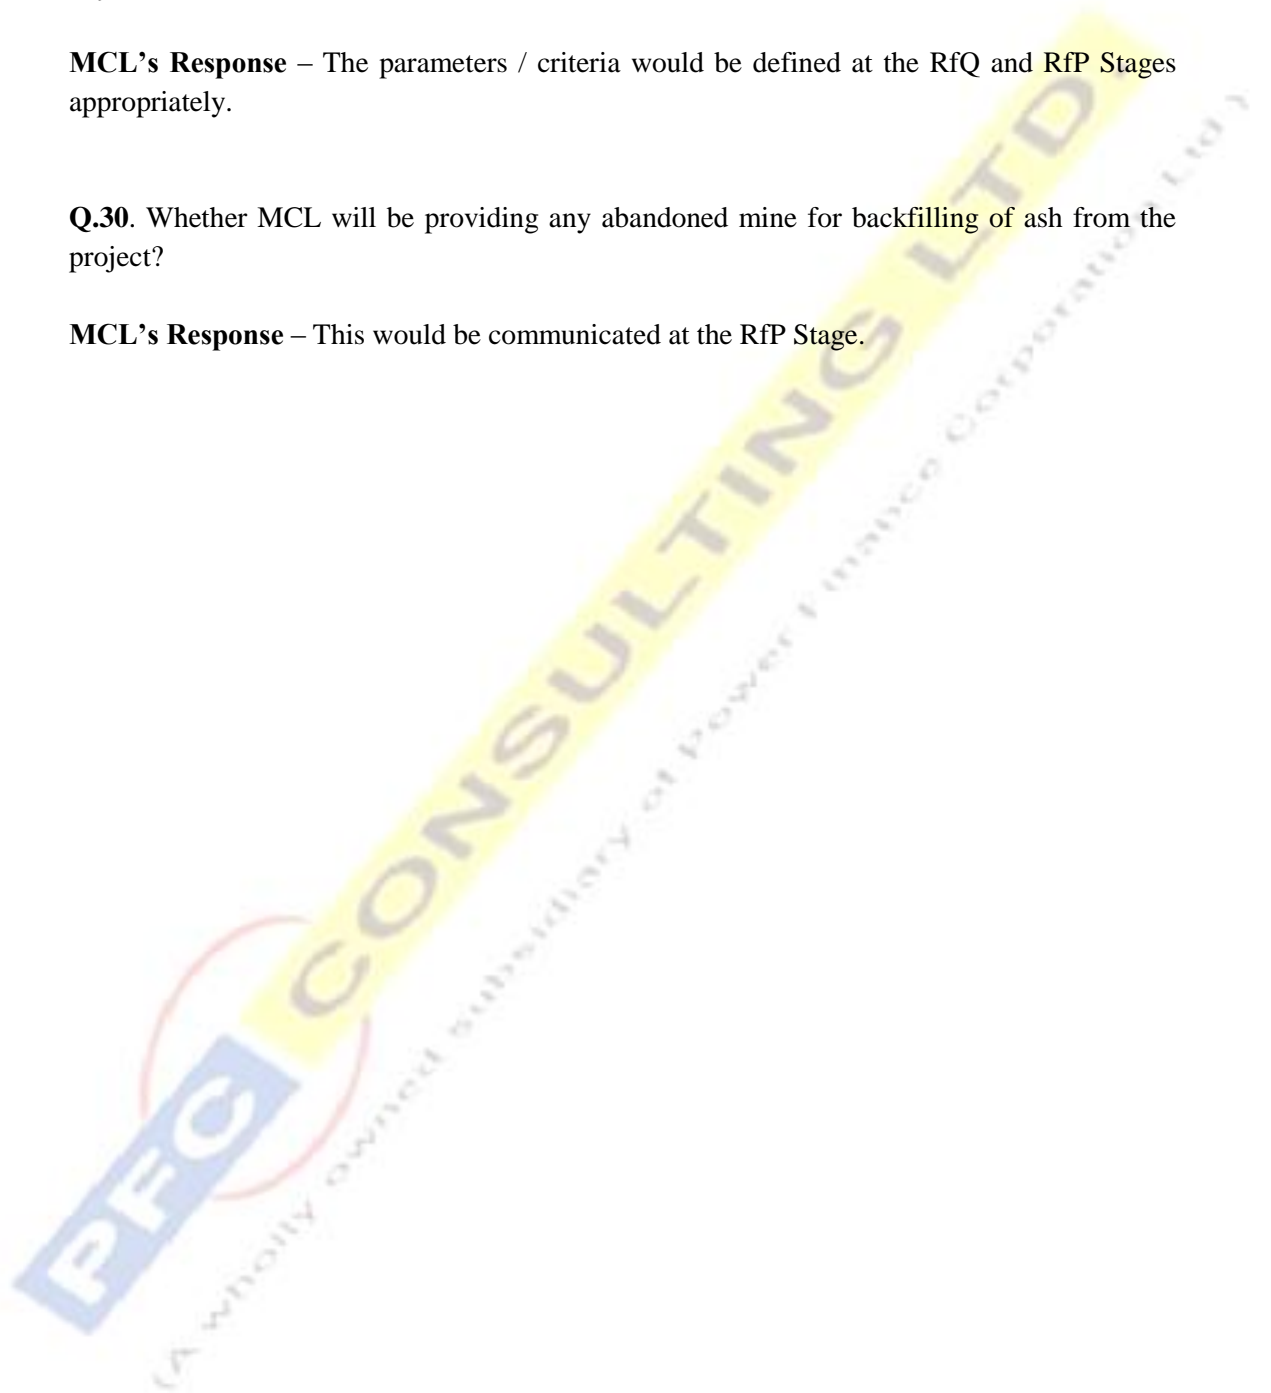 MCL’s Response – The parameters / criteria would be defined at the RfQ and RfP Stages
appropriately.
Q.30. Whether MCL will be providing any abandoned mine for backfilling of ash from the
project?
MCL’s Response – This would be communicated at the RfP Stage.
PFC CONSULTING LTD.
(A wholly owned subsidiary of Power Finance Corporation Ltd)